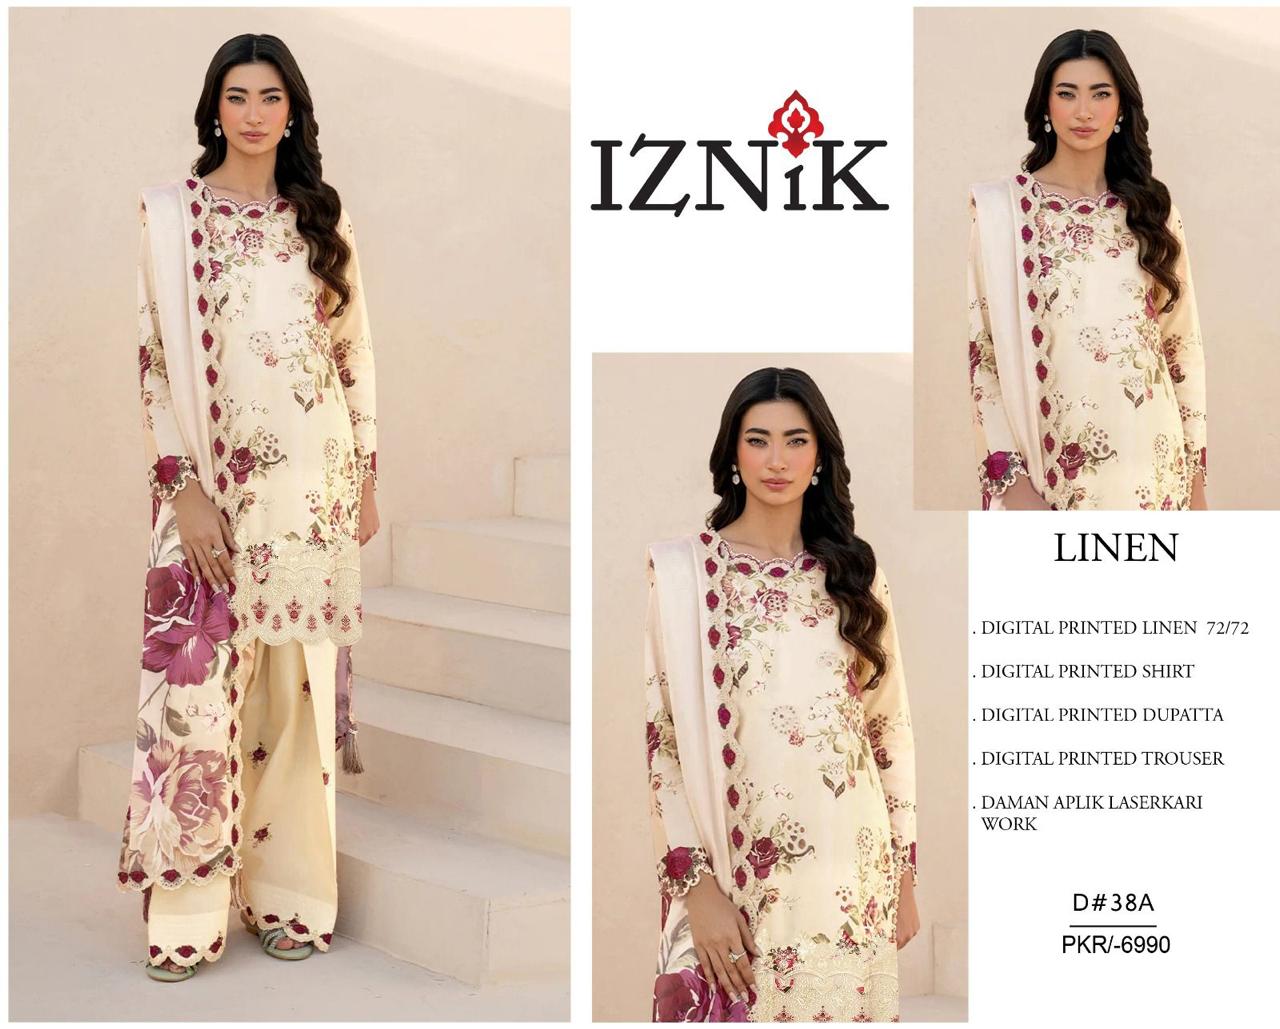 IZNiK
LINEN
. DIGITAL PRINTED LINEN 72/72
. DIGITAL PRINTED SHIRT
. DIGITAL PRINTED DUPATTA
. DIGITAL PRINTED TROUSER
. DAMAN APLIK LASERKARI
WORK
D#38A
PKR/-6990